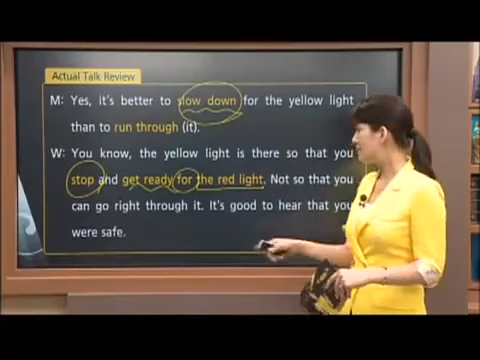 Actual Talk Review
M: Yes, it's better to slow down for the yellow light
than to run through (it).
W: You know, the yellow light is there so that you
stop and get ready for the red light. Not so that you
can go right through it. It's good to hear that you
were safe.